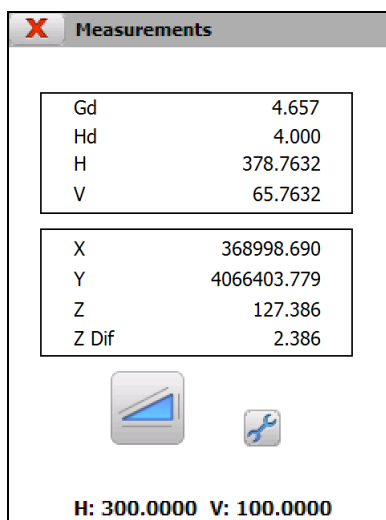 X Measurements
Gd 4.657
Hd 4.000
H 378.7632
V 65.7632
X 368998.690
Y 4066403.779
Z 127.386
Z Dif 2.386
H: 300.0000 V: 100.0000